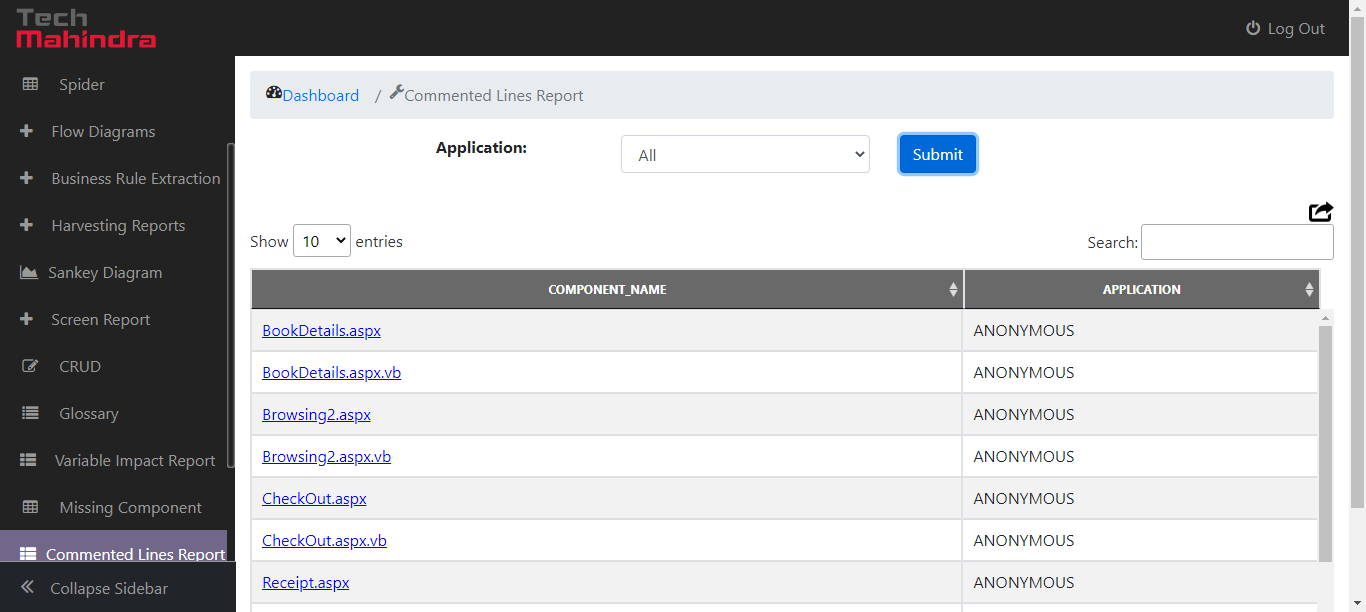 Tech
Mahindra
Log Out
Spider
Flow Diagrams
Business Rule Extraction
Harvesting Reports
Sankey Diagram
Screen Report
CRUD
Glossary
Variable Impact Report
Missing Component
Commented Lines Report
Collapse Sidebar
Dashboard / Commented Lines Report
Application: All Submit
Show 10 entries Search:
COMPONENT_NAME APPLICATION
BookDetails.aspx ANONYMOUS
BookDetails.aspx.vb ANONYMOUS
Browsing2.aspx ANONYMOUS
Browsing2.aspx.vb ANONYMOUS
CheckOut.aspx ANONYMOUS
CheckOut.aspx.vb ANONYMOUS
Receipt.aspx ANONYMOUS